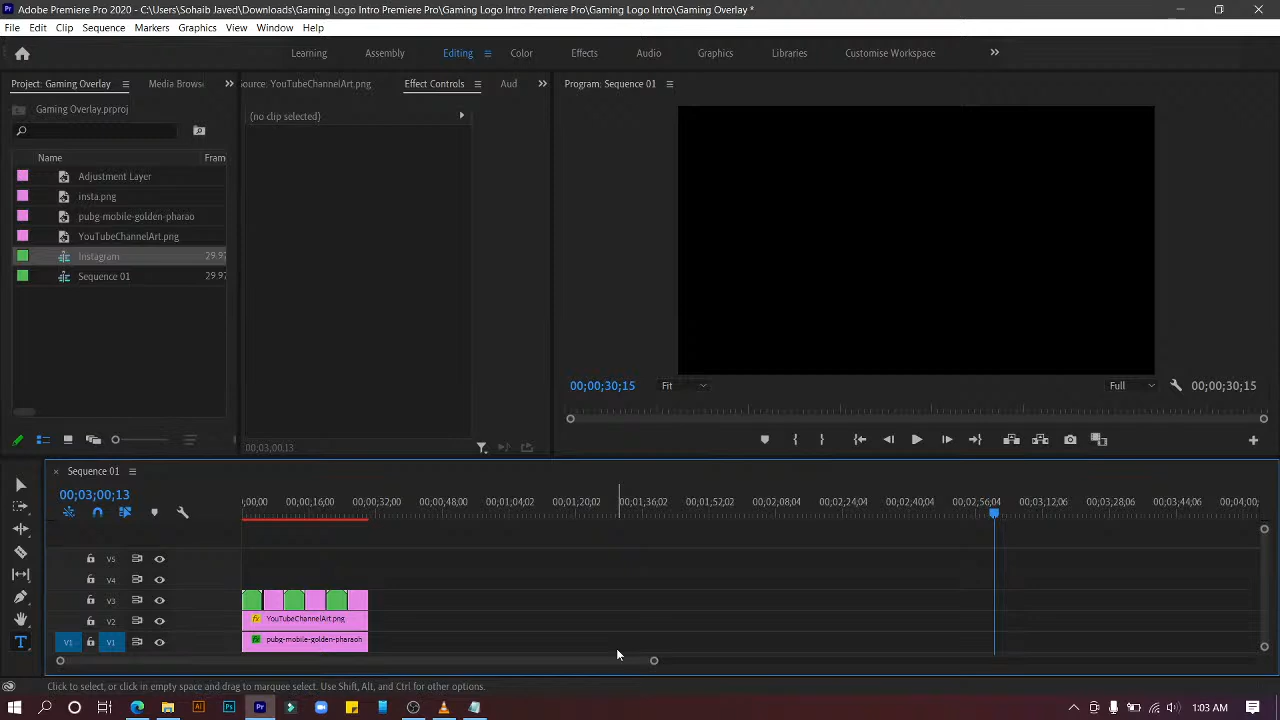 Adobe Premiere Pro 2020 - C:\Users\Sohaib Javed\Downloads\Gaming Logo Intro Premiere Pro\Gaming Logo Intro Premiere Pro\Gaming Logo Intro\Gaming Overlay *
File Edit Clip Sequence Markers Graphics View Window Help
Learning Assembly Editing Color Effects Audio Graphics Libraries Customise Workspace
Project: Gaming Overlay Media Brows ource: YouTubeChannelArt.png Effect Controls Aud Program: Sequence 01
Gaming Overlay.prproj (no clip selected)
Name Fram
Adjustment Layer
insta.png
pubg-mobile-golden-pharao
YouTubeChannelArt.png
Instagram 29.97
Sequence 01 29.97
00;00;30;15 Fit Full 00;00;30;15
00;03;00;13
Sequence 01
00;03;00;13
;00;00 00;00;16;00 00;00;32;00 00;00;48;00 00;01;04;02 00;01;20;02 00;01;36;02 00;01;52;02 00;02;08;04 00;02;24;04 00;02;40;04 00;02;56;04 00;03;12;06 00;03;28;06 00;03;44;06 00;04;00;
V5
V4
V3
V2 fx YouTubeChannelArt.png
V1 V1 fx pubg-mobile-golden-pharaoh
Click to select, or click in empty space and drag to marquee select. Use Shift, Alt, and Ctrl for other options.
Ai Ps Pr 1:03 AM